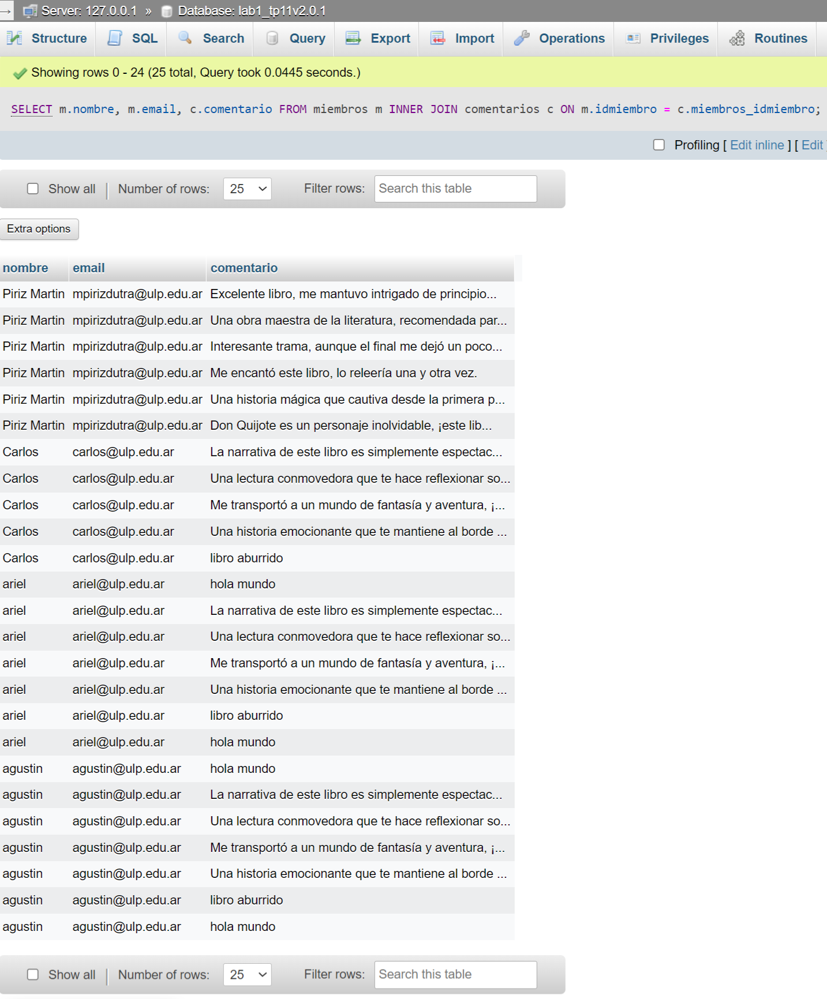 → Server: 127.0.0.1 » Database: lab1_tp11v2.0.1
Structure SQL Search Query Export Import Operations Privileges Routines
Showing rows 0 - 24 (25 total, Query took 0.0445 seconds.)
SELECT m.nombre, m.email, c.comentario FROM miembros m INNER JOIN comentarios c ON m.idmiembro = c.miembros_idmiembro;
Profiling [ Edit inline ] [ Edit ]
Show all | Number of rows: 25 Filter rows: Search this table
Extra options
nombre email comentario
Piriz Martin mpirizdutra@ulp.edu.ar Excelente libro, me mantuvo intrigado de principio...
Piriz Martin mpirizdutra@ulp.edu.ar Una obra maestra de la literatura, recomendada par...
Piriz Martin mpirizdutra@ulp.edu.ar Interesante trama, aunque el final me dejó un poco...
Piriz Martin mpirizdutra@ulp.edu.ar Me encantó este libro, lo releería una y otra vez.
Piriz Martin mpirizdutra@ulp.edu.ar Una historia mágica que cautiva desde la primera p...
Piriz Martin mpirizdutra@ulp.edu.ar Don Quijote es un personaje inolvidable, ¡este lib...
Carlos carlos@ulp.edu.ar La narrativa de este libro es simplemente espectac...
Carlos carlos@ulp.edu.ar Una lectura conmovedora que te hace reflexionar so...
Carlos carlos@ulp.edu.ar Me transportó a un mundo de fantasía y aventura, ¡...
Carlos carlos@ulp.edu.ar Una historia emocionante que te mantiene al borde ...
Carlos carlos@ulp.edu.ar libro aburrido
ariel ariel@ulp.edu.ar hola mundo
ariel ariel@ulp.edu.ar La narrativa de este libro es simplemente espectac...
ariel ariel@ulp.edu.ar Una lectura conmovedora que te hace reflexionar so...
ariel ariel@ulp.edu.ar Me transportó a un mundo de fantasía y aventura, ¡...
ariel ariel@ulp.edu.ar Una historia emocionante que te mantiene al borde ...
ariel ariel@ulp.edu.ar libro aburrido
ariel ariel@ulp.edu.ar hola mundo
agustin agustin@ulp.edu.ar hola mundo
agustin agustin@ulp.edu.ar La narrativa de este libro es simplemente espectac...
agustin agustin@ulp.edu.ar Una lectura conmovedora que te hace reflexionar so...
agustin agustin@ulp.edu.ar Me transportó a un mundo de fantasía y aventura, ¡...
agustin agustin@ulp.edu.ar Una historia emocionante que te mantiene al borde ...
agustin agustin@ulp.edu.ar libro aburrido
agustin agustin@ulp.edu.ar hola mundo
Show all | Number of rows: 25 Filter rows: Search this table